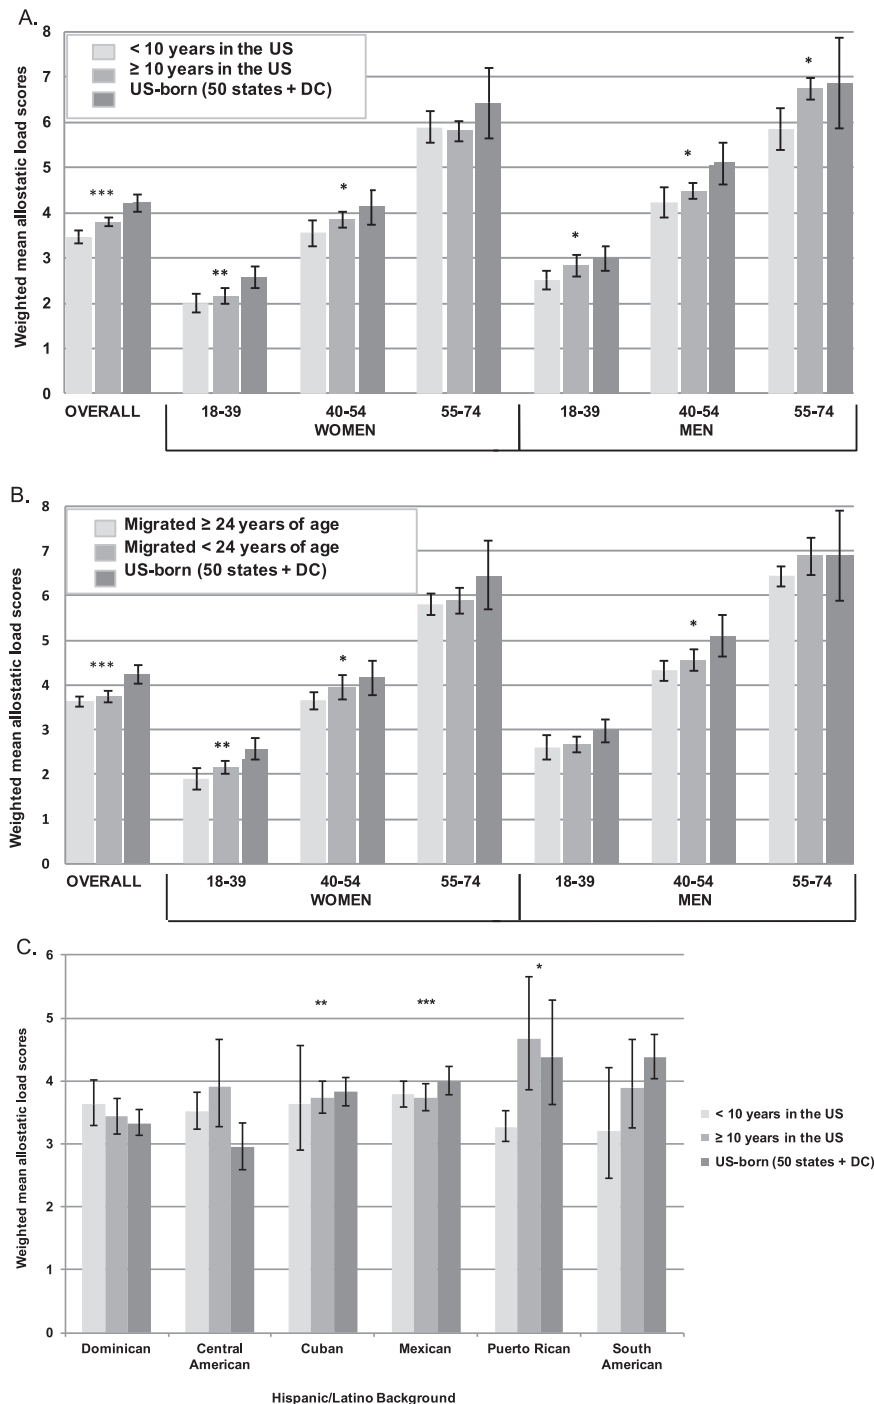 A.
8
7
6
5
4
3
2
1
0
Weighted mean allostatic load scores
< 10 years in the US
≥ 10 years in the US
US-born (50 states + DC)
***
**
*
*
*
*
OVERALL 18-39 40-54 55-74 18-39 40-54 55-74
WOMEN MEN
B.
8
7
6
5
4
3
2
1
0
Weighted mean allostatic load scores
Migrated ≥ 24 years of age
Migrated < 24 years of age
US-born (50 states + DC)
***
**
*
*
OVERALL 18-39 40-54 55-74 18-39 40-54 55-74
WOMEN MEN
C.
6
5
4
3
2
1
0
Weighted mean allostatic load scores
**
***
*
< 10 years in the US
≥ 10 years in the US
US-born (50 states + DC)
Dominican Central Cuban Mexican Puerto Rican South
American American
Hispanic/Latino Background